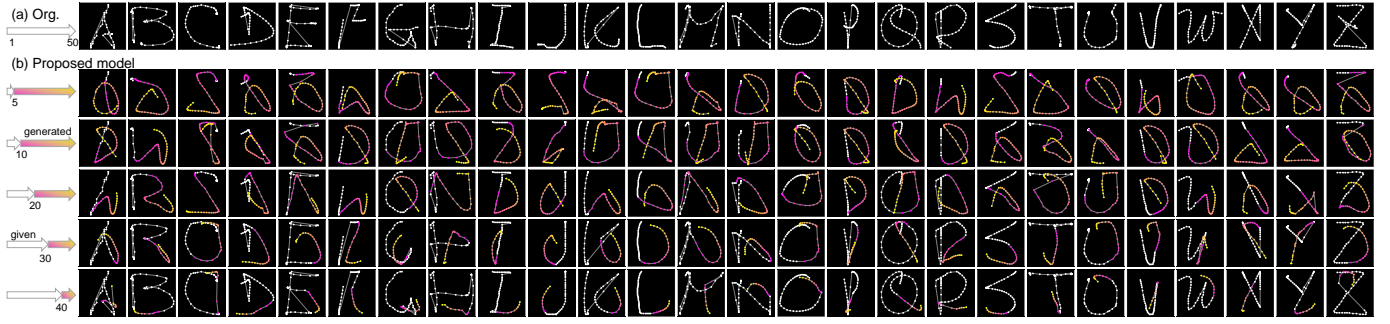 (a) Org.
1 50
A B C D E F G H I J K L M N O P Q R S T U V W X Y Z
(b) Proposed model
5
generated
10
20
given
30
40